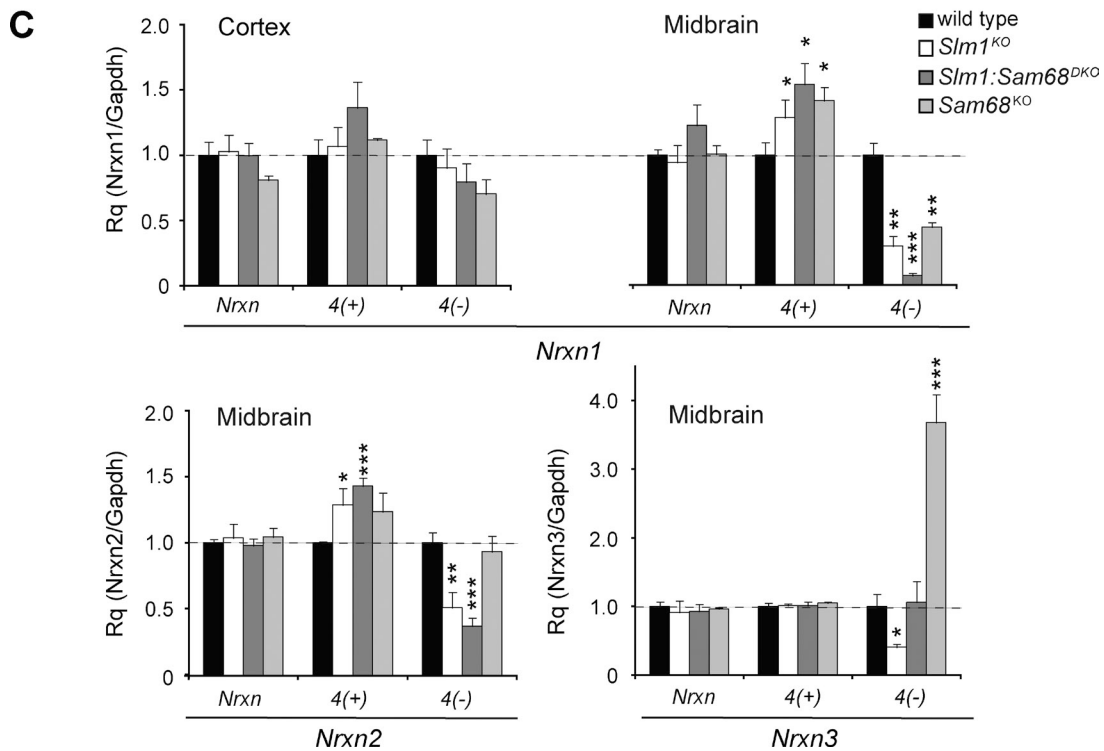 C
Cortex
Midbrain
wild type
Slm1KO
Slm1:Sam68DKO
Sam68KO
Rq (Nrxn1/Gapdh)
2.0
1.5
1.0
0.5
0
* * *
** *** **
Nrxn 4(+) 4(-)
Nrxn 4(+) 4(-)
Nrxn1
Midbrain
Rq (Nrxn2/Gapdh)
2.0
1.5
1.0
0.5
0
* ***
** ***
Nrxn 4(+) 4(-)
Nrxn2
Midbrain
Rq (Nrxn3/Gapdh)
4.0
3.0
2.0
1.0
0
* ***
Nrxn 4(+) 4(-)
Nrxn3